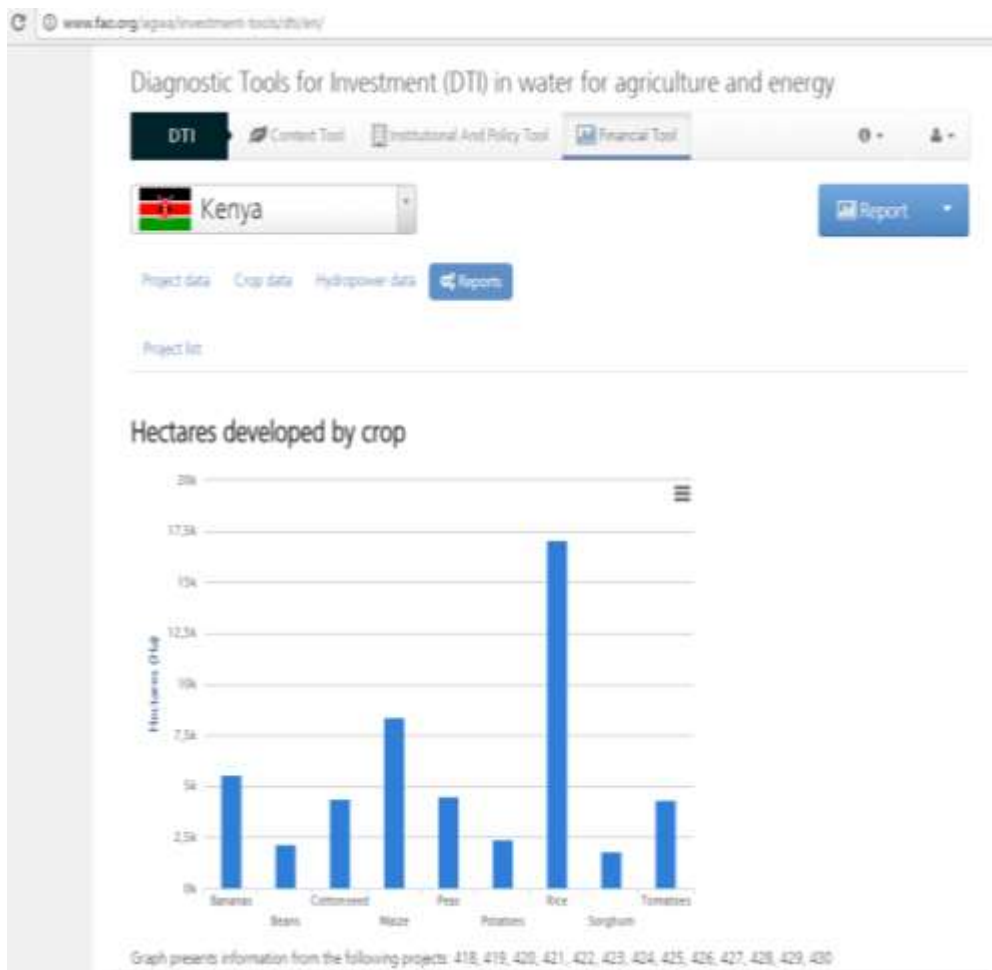 www.fao.org/agwa/investment-tools/dti/en/
Diagnostic Tools for Investment (DTI) in water for agriculture and energy
DTI Context Tool Institutional And Policy Tool Financial Tool
Kenya Report
Project data Crop data Hydropower data Reports
Project list
Hectares developed by crop
20k
17,5k
15k
12,5k
10k
7,5k
5k
2,5k
0k
Hectares (Ha)
Bananas Cottonseed Peas Rice Tomatoes
Beans Maize Potatoes Sorghum
Graph presents information from the following projects: 418, 419, 420, 421, 422, 423, 424, 425, 426, 427, 428, 429, 430